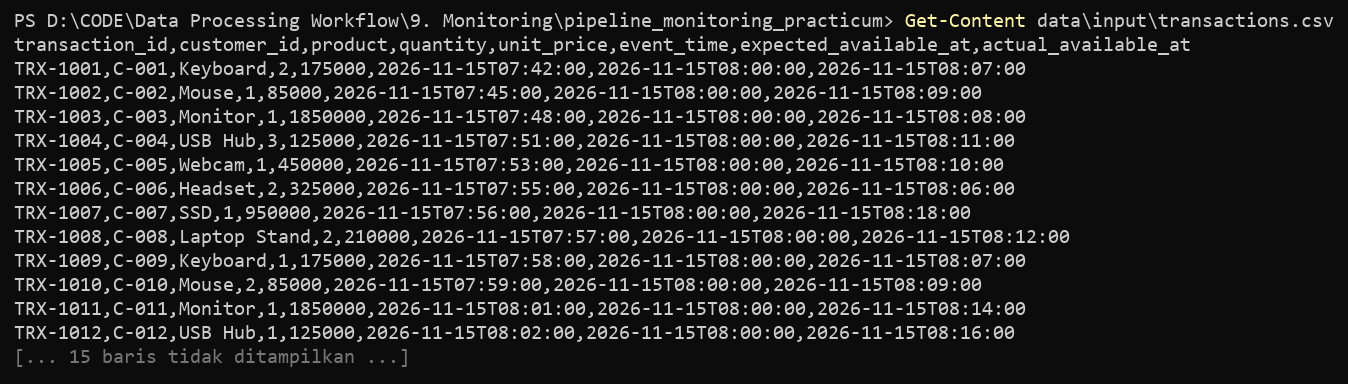 PS D:\CODE\Data Processing Workflow\9. Monitoring\pipeline_monitoring_practicum> Get-Content data\input\transactions.csv
transaction_id,customer_id,product,quantity,unit_price,event_time,expected_available_at,actual_available_at
TRX-1001,C-001,Keyboard,2,175000,2026-11-15T07:42:00,2026-11-15T08:00:00,2026-11-15T08:07:00
TRX-1002,C-002,Mouse,1,85000,2026-11-15T07:45:00,2026-11-15T08:00:00,2026-11-15T08:09:00
TRX-1003,C-003,Monitor,1,1850000,2026-11-15T07:48:00,2026-11-15T08:00:00,2026-11-15T08:08:00
TRX-1004,C-004,USB Hub,3,125000,2026-11-15T07:51:00,2026-11-15T08:00:00,2026-11-15T08:11:00
TRX-1005,C-005,Webcam,1,450000,2026-11-15T07:53:00,2026-11-15T08:00:00,2026-11-15T08:10:00
TRX-1006,C-006,Headset,2,325000,2026-11-15T07:55:00,2026-11-15T08:00:00,2026-11-15T08:06:00
TRX-1007,C-007,SSD,1,950000,2026-11-15T07:56:00,2026-11-15T08:00:00,2026-11-15T08:18:00
TRX-1008,C-008,Laptop Stand,2,210000,2026-11-15T07:57:00,2026-11-15T08:00:00,2026-11-15T08:12:00
TRX-1009,C-009,Keyboard,1,175000,2026-11-15T07:58:00,2026-11-15T08:00:00,2026-11-15T08:07:00
TRX-1010,C-010,Mouse,2,85000,2026-11-15T07:59:00,2026-11-15T08:00:00,2026-11-15T08:09:00
TRX-1011,C-011,Monitor,1,1850000,2026-11-15T08:01:00,2026-11-15T08:00:00,2026-11-15T08:14:00
TRX-1012,C-012,USB Hub,1,125000,2026-11-15T08:02:00,2026-11-15T08:00:00,2026-11-15T08:16:00
[... 15 baris tidak ditampilkan ...]